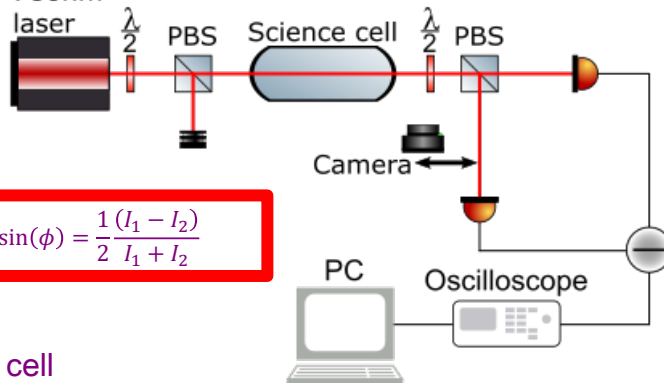 laser
λ/2
PBS
Science cell
λ/2
PBS
Camera
sin(ϕ) = 1/2 (I₁ − I₂)/(I₁ + I₂)
PC
Oscilloscope
cell